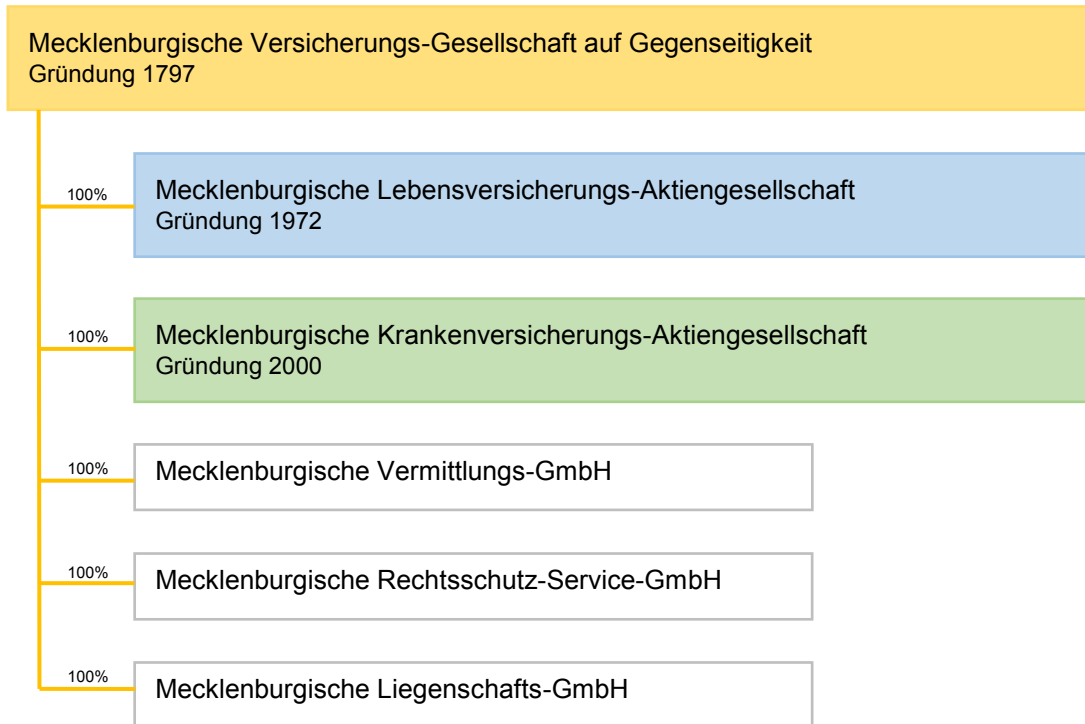 Mecklenburgische Versicherungs-Gesellschaft auf Gegenseitigkeit
Gründung 1797
100%
Mecklenburgische Lebensversicherungs-Aktiengesellschaft
Gründung 1972
100%
Mecklenburgische Krankenversicherungs-Aktiengesellschaft
Gründung 2000
100%
Mecklenburgische Vermittlungs-GmbH
100%
Mecklenburgische Rechtsschutz-Service-GmbH
100%
Mecklenburgische Liegenschafts-GmbH